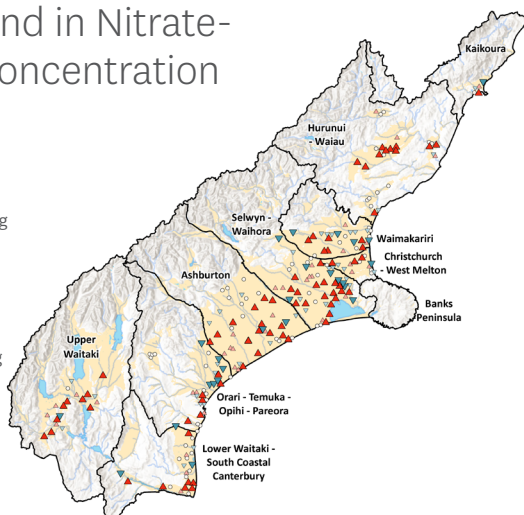 nd in Nitrate-
oncentration
Kaikoura
Hurunui
- Waiau
g
Selwyn -
Waihora
Waimakariri
Christchurch
- West Melton
Ashburton
Banks
Peninsula
Upper
Waitaki
g
Orari - Temuka -
Opihi - Pareora
Lower Waitaki -
South Coastal
Canterbury